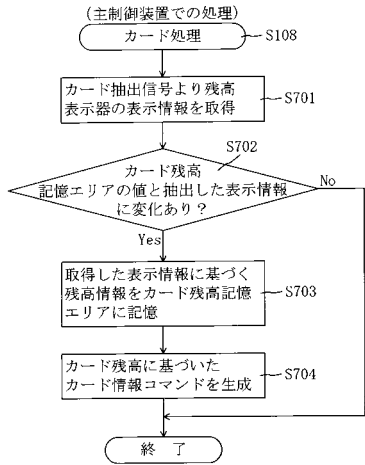 (主制御装置での処理)
カード処理
S108
カード抽出信号より残高
表示器の表示情報を取得
S701
S702
カード残高
記憶エリアの値と抽出した表示情報
に変化あり?
No
Yes
取得した表示情報に基づく
残高情報をカード残高記憶
エリアに記憶
S703
カード残高に基づいた
カード情報コマンドを生成
S704
終 了